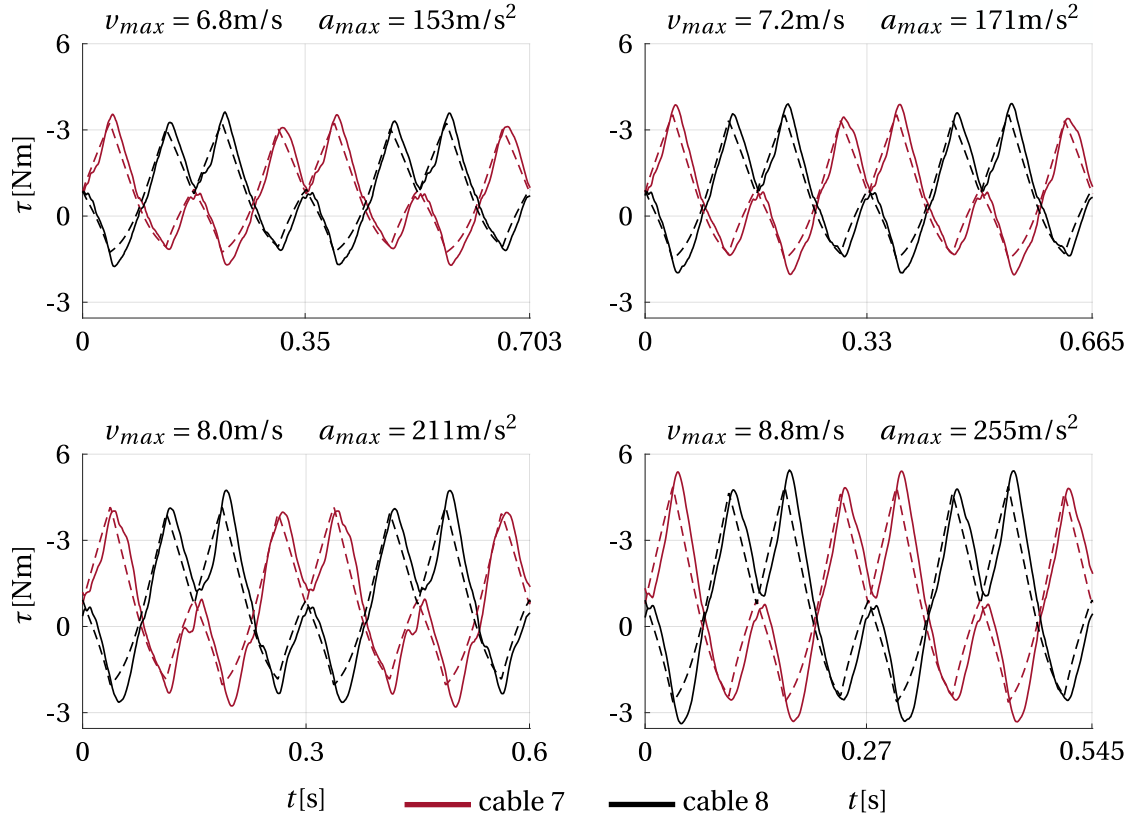 v_max = 6.8m/s a_max = 153m/s²
v_max = 7.2m/s a_max = 171m/s²
6
-3
0
-3
τ[Nm]
0 0.35 0.703
6
-3
0
-3
0 0.33 0.665
v_max = 8.0m/s a_max = 211m/s²
v_max = 8.8m/s a_max = 255m/s²
6
-3
0
-3
τ[Nm]
0 0.3 0.6
6
-3
0
-3
0 0.27 0.545
t[s] cable 7 cable 8 t[s]